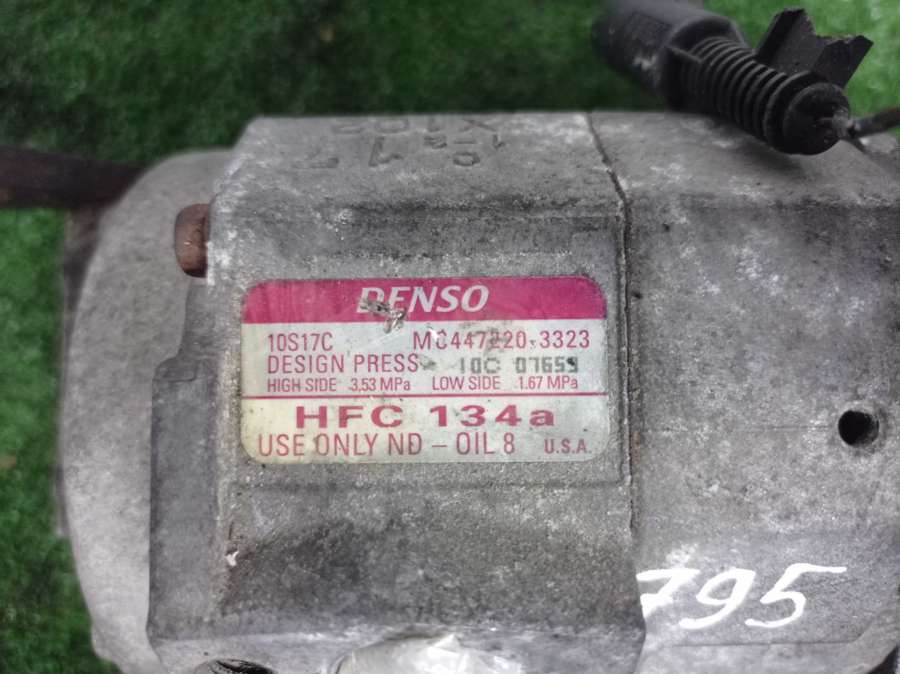 DENSO
10S17C MC447220-3323
DESIGN PRESS 10C 07659
HIGH SIDE 3.53 MPa LOW SIDE 1.67 MPa
HFC 134a
USE ONLY ND – OIL 8 U.S.A.
795